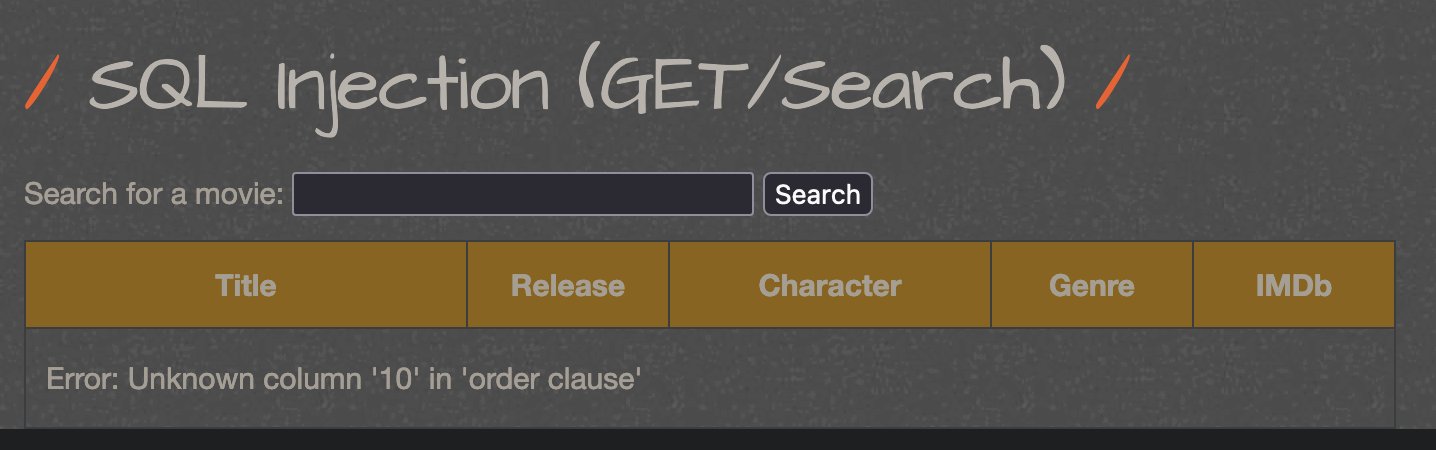 / SQL Injection (GET/Search) /
Search for a movie: Search
Title Release Character Genre IMDb
Error: Unknown column '10' in 'order clause'